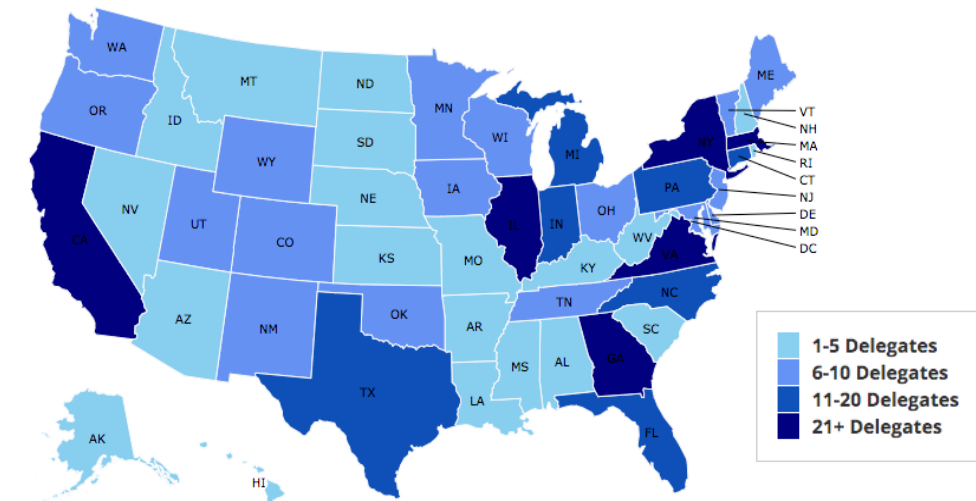 WA
MT
ND
MN
ME
OR
ID
SD
WI
MI
NY
VT
NH
MA
RI
CT
NJ
DE
MD
DC
WY
IA
NE
PA
NV
UT
CO
IL
IN
OH
CA
KS
MO
WV
VA
KY
AZ
NM
OK
AR
TN
NC
SC
TX
LA
MS
AL
GA
FL
AK
HI
1-5 Delegates
6-10 Delegates
11-20 Delegates
21+ Delegates